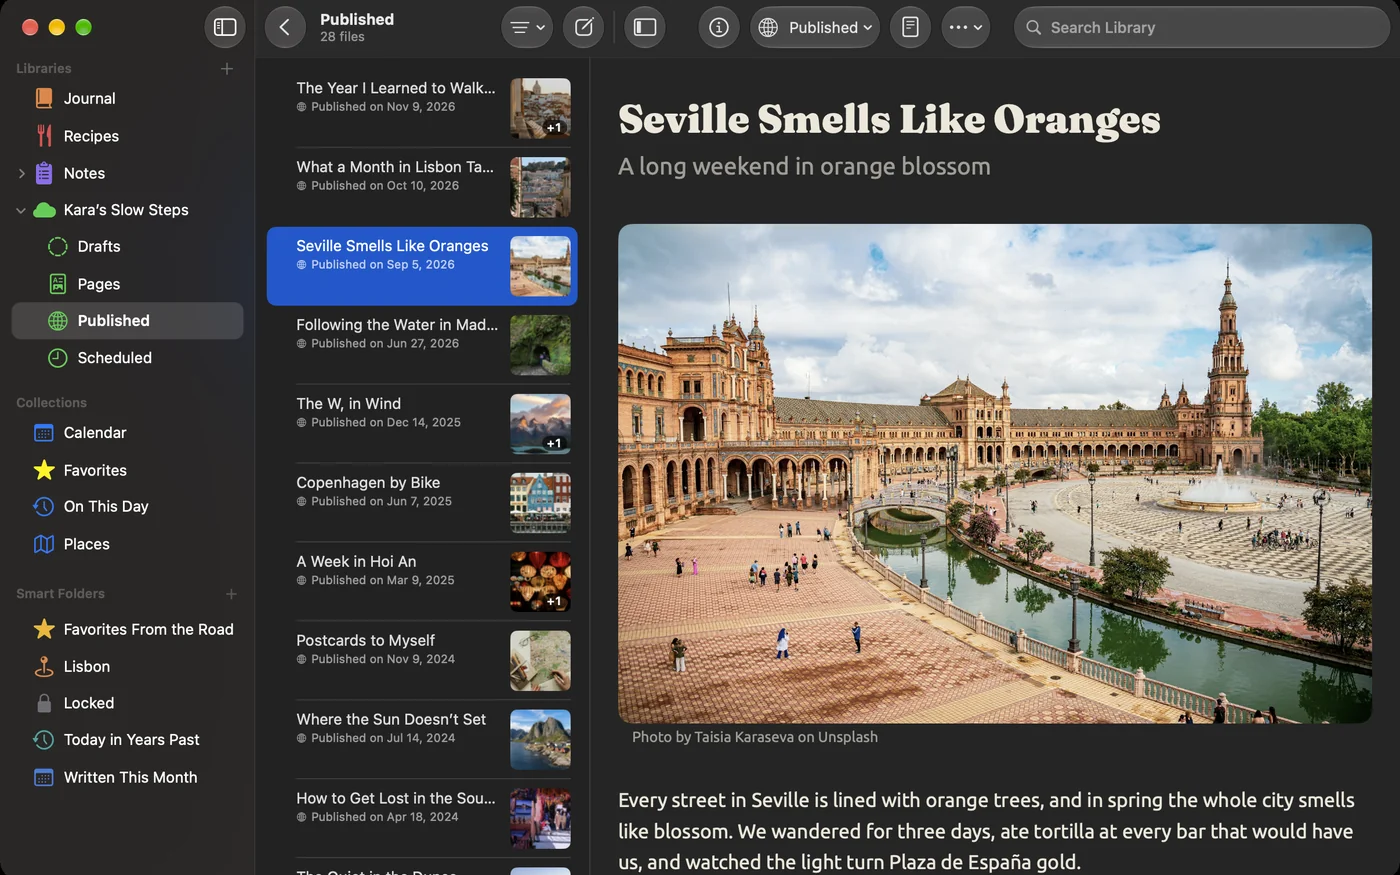 Published
28 files
Published
Search Library
Libraries
Journal
Recipes
Notes
Kara's Slow Steps
Drafts
Pages
Published
Scheduled
Collections
Calendar
Favorites
On This Day
Places
Smart Folders
Favorites From the Road
Lisbon
Locked
Today in Years Past
Written This Month
The Year I Learned to Walk...
Published on Nov 9, 2026
+1
What a Month in Lisbon Ta...
Published on Oct 10, 2026
Seville Smells Like Oranges
Published on Sep 5, 2026
Following the Water in Mad...
Published on Jun 27, 2026
The W, in Wind
Published on Dec 14, 2025
+1
Copenhagen by Bike
Published on Jun 7, 2025
A Week in Hoi An
Published on Mar 9, 2025
+1
Postcards to Myself
Published on Nov 9, 2024
Where the Sun Doesn't Set
Published on Jul 14, 2024
How to Get Lost in the Sou...
Published on Apr 18, 2024
Seville Smells Like Oranges
A long weekend in orange blossom
Photo by Taisia Karaseva on Unsplash
Every street in Seville is lined with orange trees, and in spring the whole city smells
like blossom. We wandered for three days, ate tortilla at every bar that would have
us, and watched the light turn Plaza de España gold.